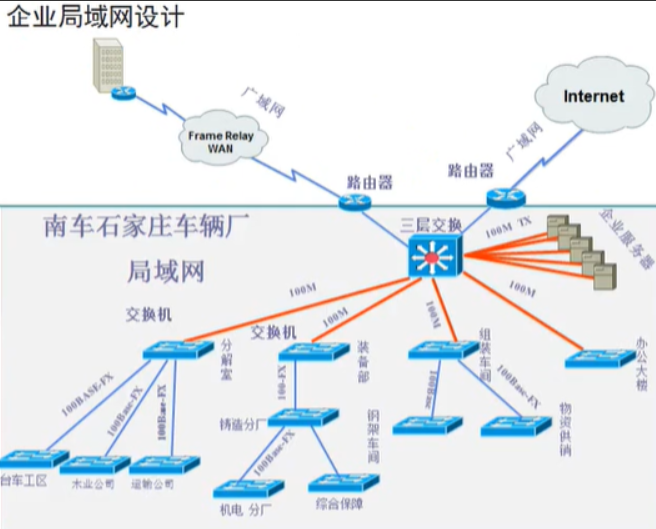 企业局域网设计
广域网
Internet
Frame Relay
WAN
广域网
路由器
路由器
南车石家庄车辆厂
局域网
三层交换
100M TX
企业服务器
100M
100M
100M
100M
交换机
交换机
分解室
装备部
组装车间
办公大楼
100BASE-FX
100Base-FX
100Base-FX
100-FX
100Base
100Base-FX
铸造分厂
钢架车间
物资供销
100Base-FX
台车工区
木业公司
运输公司
机电 分厂
综合保障